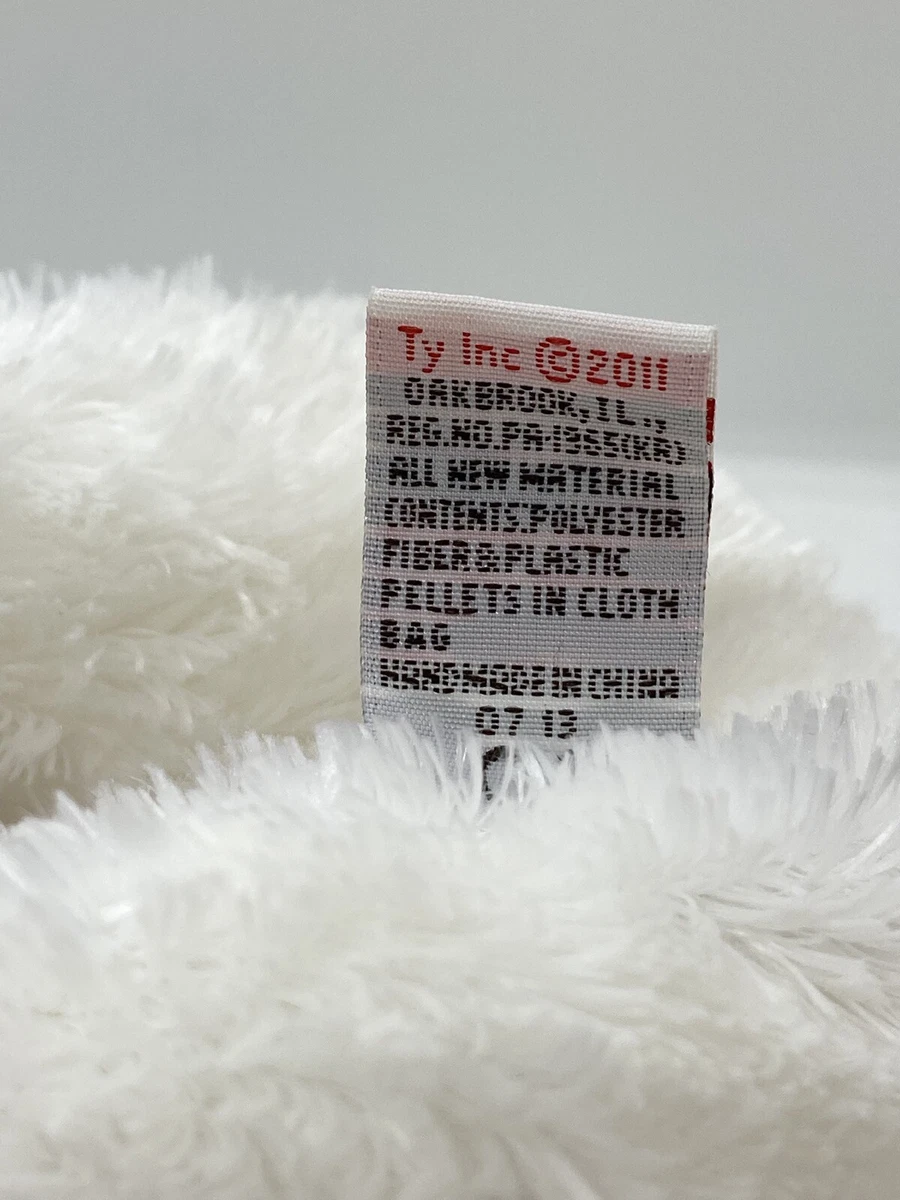 Ty Inc ©2011
OAKBROOK, IL.,
REG.NO.PA-1965(KR)
ALL NEW MATERIAL
CONTENTS:POLYESTER
FIBER&PLASTIC
PELLETS IN CLOTH
BAG
HANDMADE IN CHINA
07 13